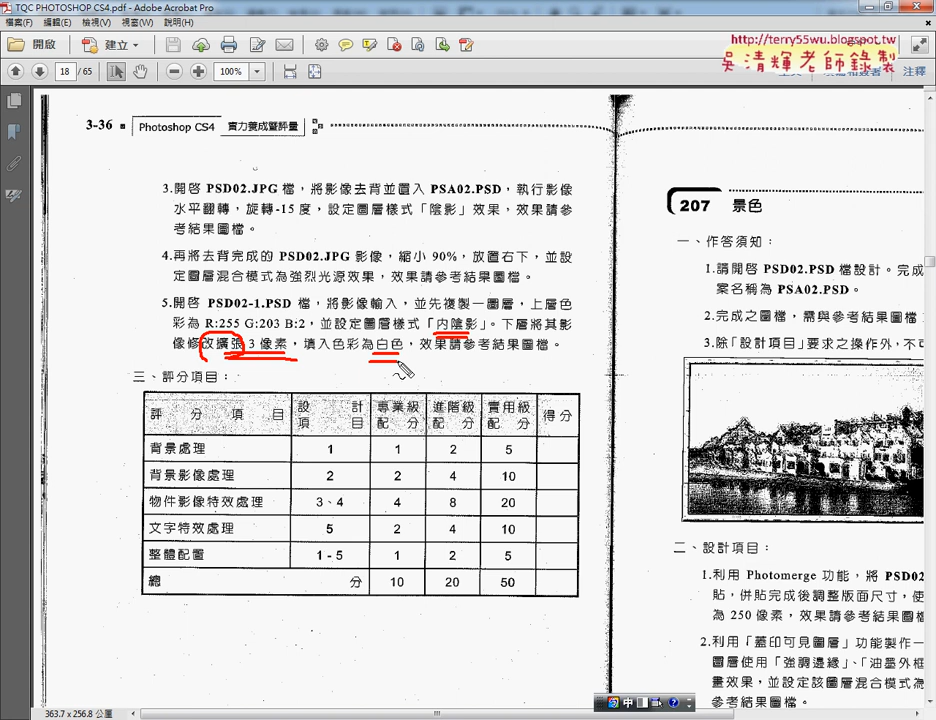 TQC PHOTOSHOP CS4.pdf - Adobe Acrobat Pro
檔案(F) 編輯(E) 檢視(V) 視窗(W) 說明(H)
http://terry55wu.blogspot.tw
吳清輝老師錄製
開啟 建立
注釋
18 / 65 100%
3-36 Photoshop CS4 實力養成暨評量
3.開啓 PSD02.JPG 檔，將影像去背並置入 PSA02.PSD，執行影像
水平翻轉，旋轉-15 度，設定圖層樣式「陰影」效果，效果請參
考結果圖檔。
4.再將去背完成的 PSD02.JPG 影像，縮小 90%，放置右下，並設
定圖層混合模式為強烈光源效果，效果請參考結果圖檔。
5.開啓 PSD02-1.PSD 檔，將影像輸入，並先複製一圖層，上層色
彩為 R:255 G:203 B:2，並設定圖層樣式「內陰影」。下層將其影
像修改擴張 3 像素，填入色彩為白色，效果請參考結果圖檔。
三、評分項目：
評分項目 設計項目 專業級配分 進階級配分 實用級配分 得分
背景處理 1 1 2 5
背景影像處理 2 2 4 10
物件影像特效處理 3、4 4 8 20
文字特效處理 5 2 4 10
整體配置 1-5 1 2 5
總分 10 20 50
207 景色
一、作答須知：
1.請開啓 PSD02.PSD 檔設計。完成
案名稱為 PSA02.PSD。
2.完成之圖檔，需與參考結果圖檔
3.除「設計項目」要求之操作外，不可
二、設計項目：
1.利用 Photomerge 功能，將 PSD02
貼，併貼完成後調整版面尺寸，使
為 250 像素，效果請參考結果圖檔
2.利用「蓋印可見圖層」功能製作一
圖層使用「強調邊緣」、「油墨外框
畫效果，並設定該圖層混合模式為
參考結果圖檔。
中
363.7 x 256.8 公釐